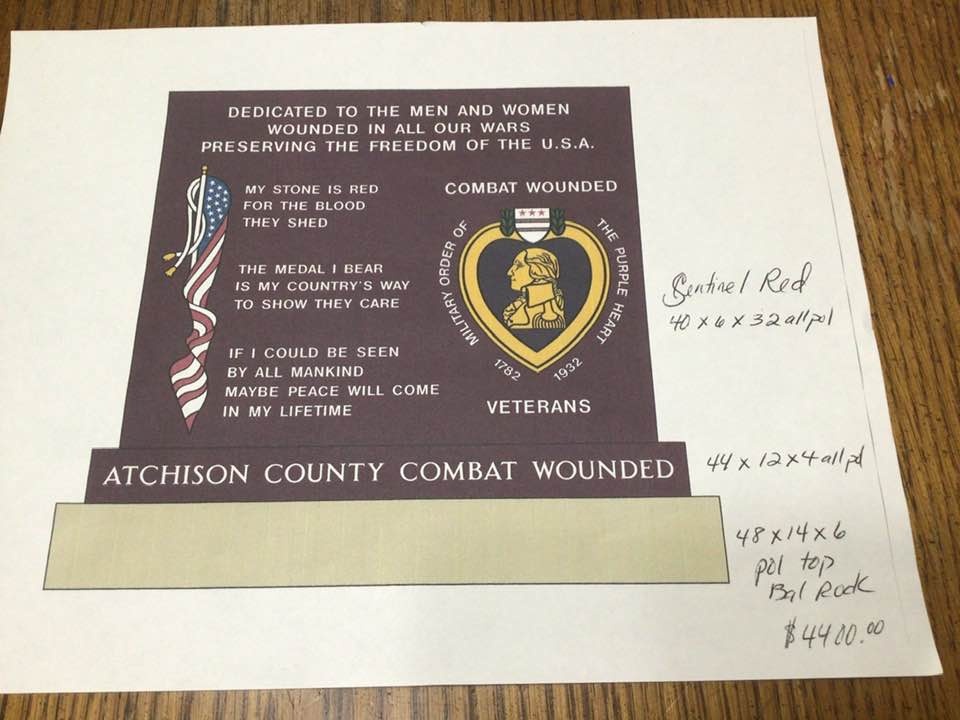 DEDICATED TO THE MEN AND WOMEN
WOUNDED IN ALL OUR WARS
PRESERVING THE FREEDOM OF THE U.S.A.
MY STONE IS RED
FOR THE BLOOD
THEY SHED
THE MEDAL I BEAR
IS MY COUNTRY'S WAY
TO SHOW THEY CARE
IF I COULD BE SEEN
BY ALL MANKIND
MAYBE PEACE WILL COME
IN MY LIFETIME
COMBAT WOUNDED
MILITARY ORDER OF
THE PURPLE HEART
1782 1932
VETERANS
ATCHISON COUNTY COMBAT WOUNDED
Sentinel Red
40 x 6 x 32 all pol
44 x 12 x 4 all pol
48 x 14 x 6
pol top
Bal Rock
$4400.00